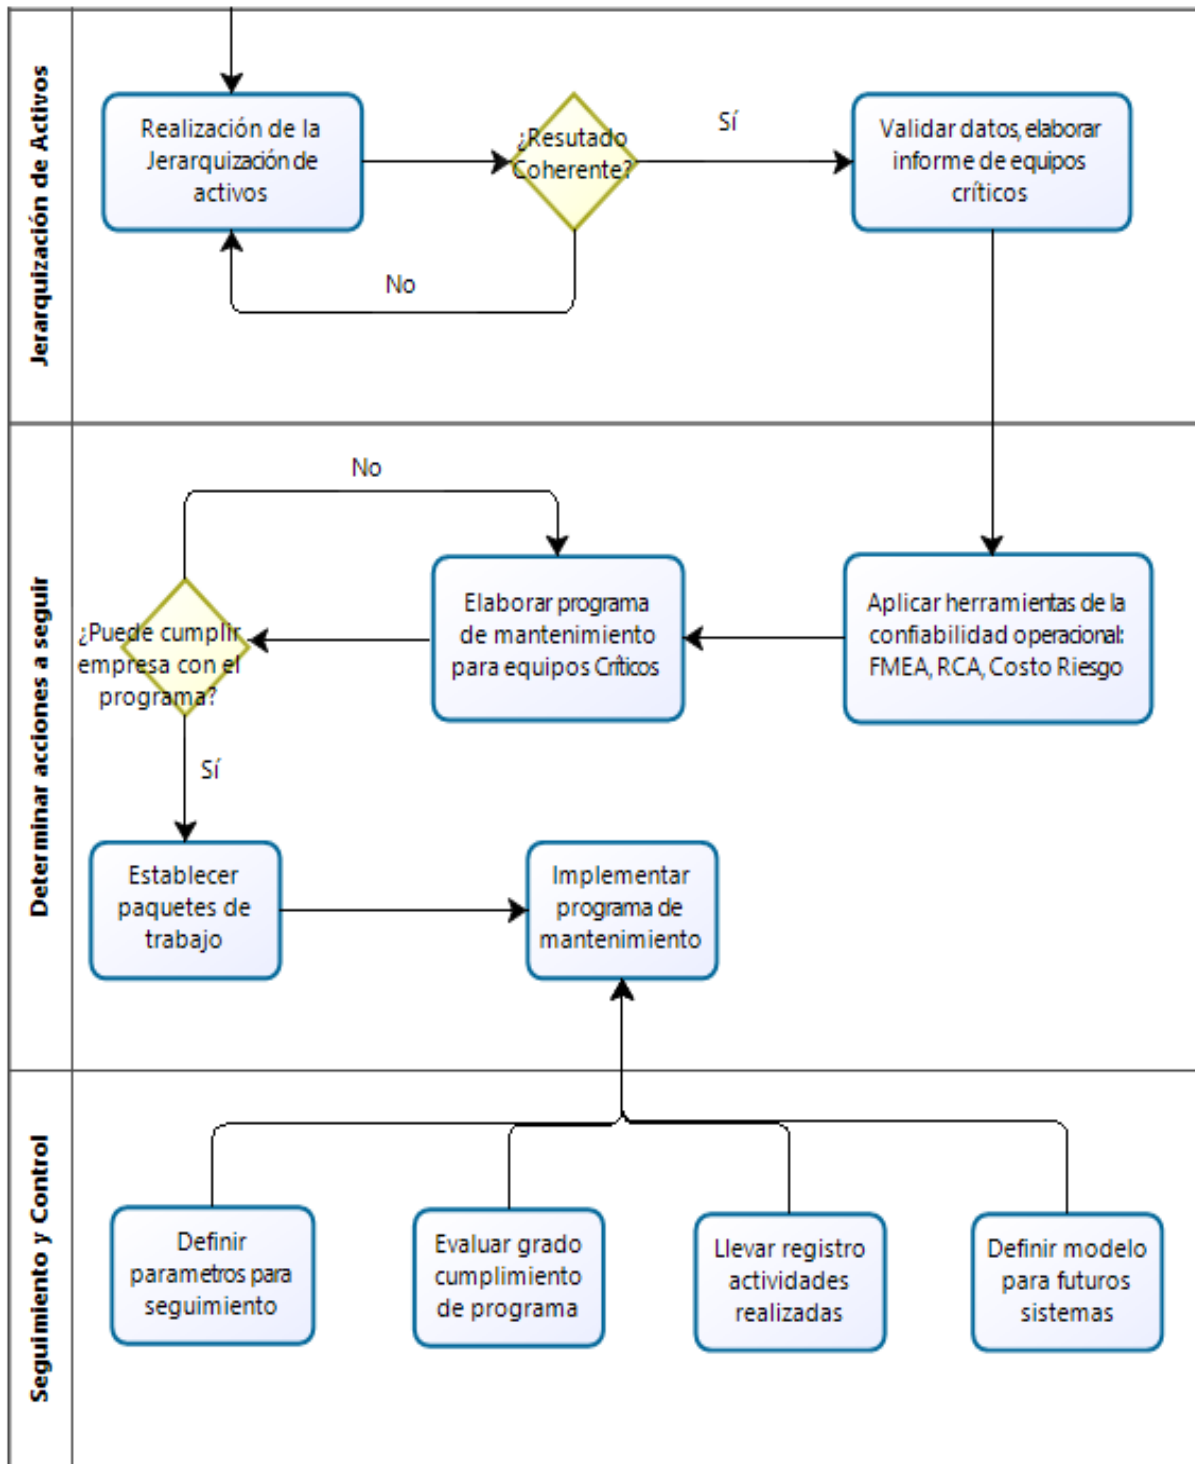 Jerarquización de Activos
Realización de la
Jerarquización de
activos
¿Resutado
Coherente?
Sí
No
Validar datos, elaborar
informe de equipos
críticos
Determinar acciones a seguir
No
¿Puede cumplir
empresa con el
programa?
Sí
Elaborar programa
de mantenimiento
para equipos Críticos
Aplicar herramientas de la
confiabilidad operacional:
FMEA, RCA, Costo Riesgo
Establecer
paquetes de
trabajo
Implementar
programa de
mantenimiento
Seguimiento y Control
Definir
parametros para
seguimiento
Evaluar grado
cumplimiento
de programa
Llevar registro
actividades
realizadas
Definir modelo
para futuros
sistemas